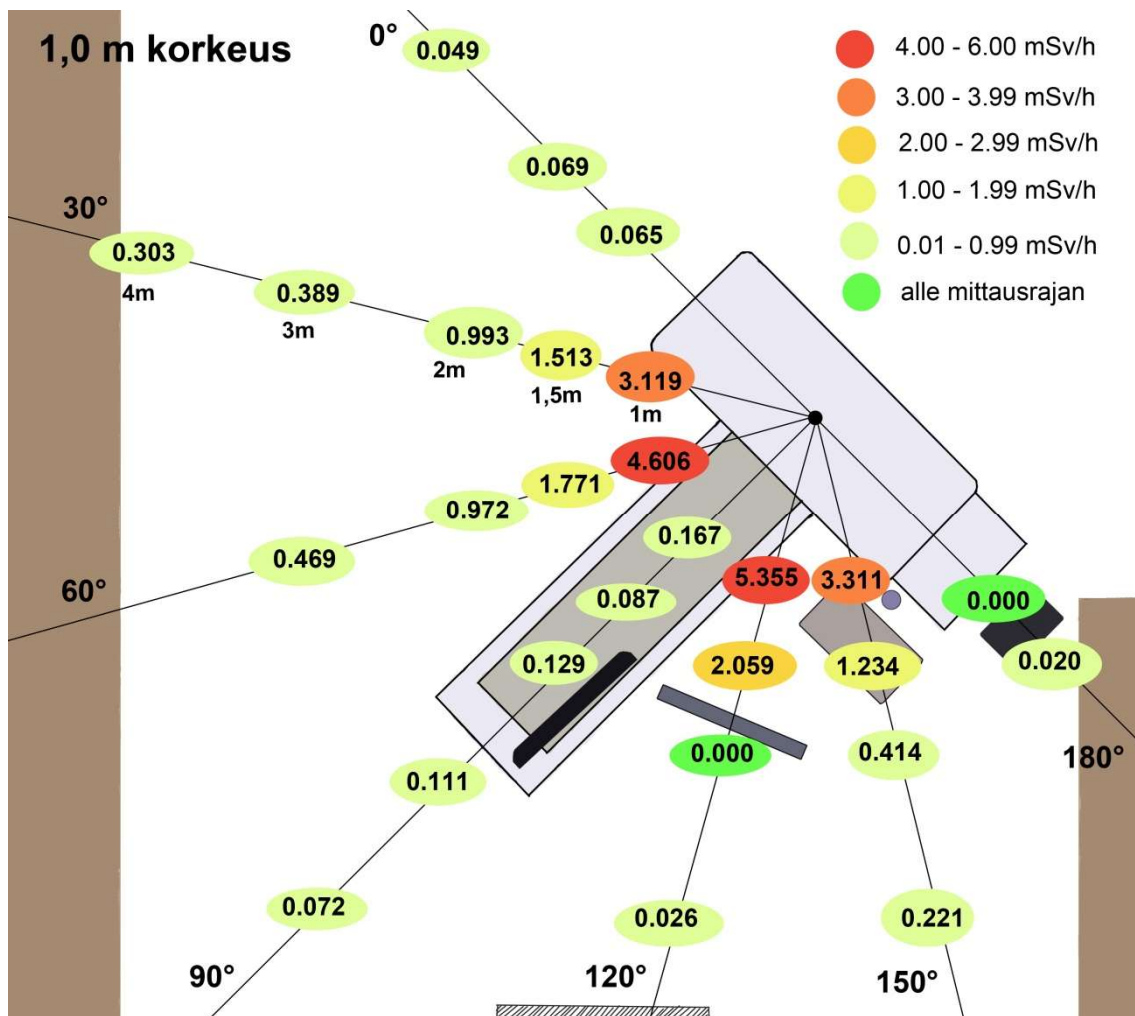 1,0 m korkeus
0°
0.049
4.00 - 6.00 mSv/h
3.00 - 3.99 mSv/h
2.00 - 2.99 mSv/h
1.00 - 1.99 mSv/h
0.01 - 0.99 mSv/h
alle mittausrajan
0.069
0.065
30°
0.303
0.389
0.993
1.513
3.119
4m
3m
2m
1,5m
1m
4.606
1.771
0.972
0.469
60°
0.167
0.087
0.129
0.111
0.072
90°
5.355
2.059
0.000
0.026
120°
3.311
1.234
0.414
0.221
150°
0.000
0.020
180°